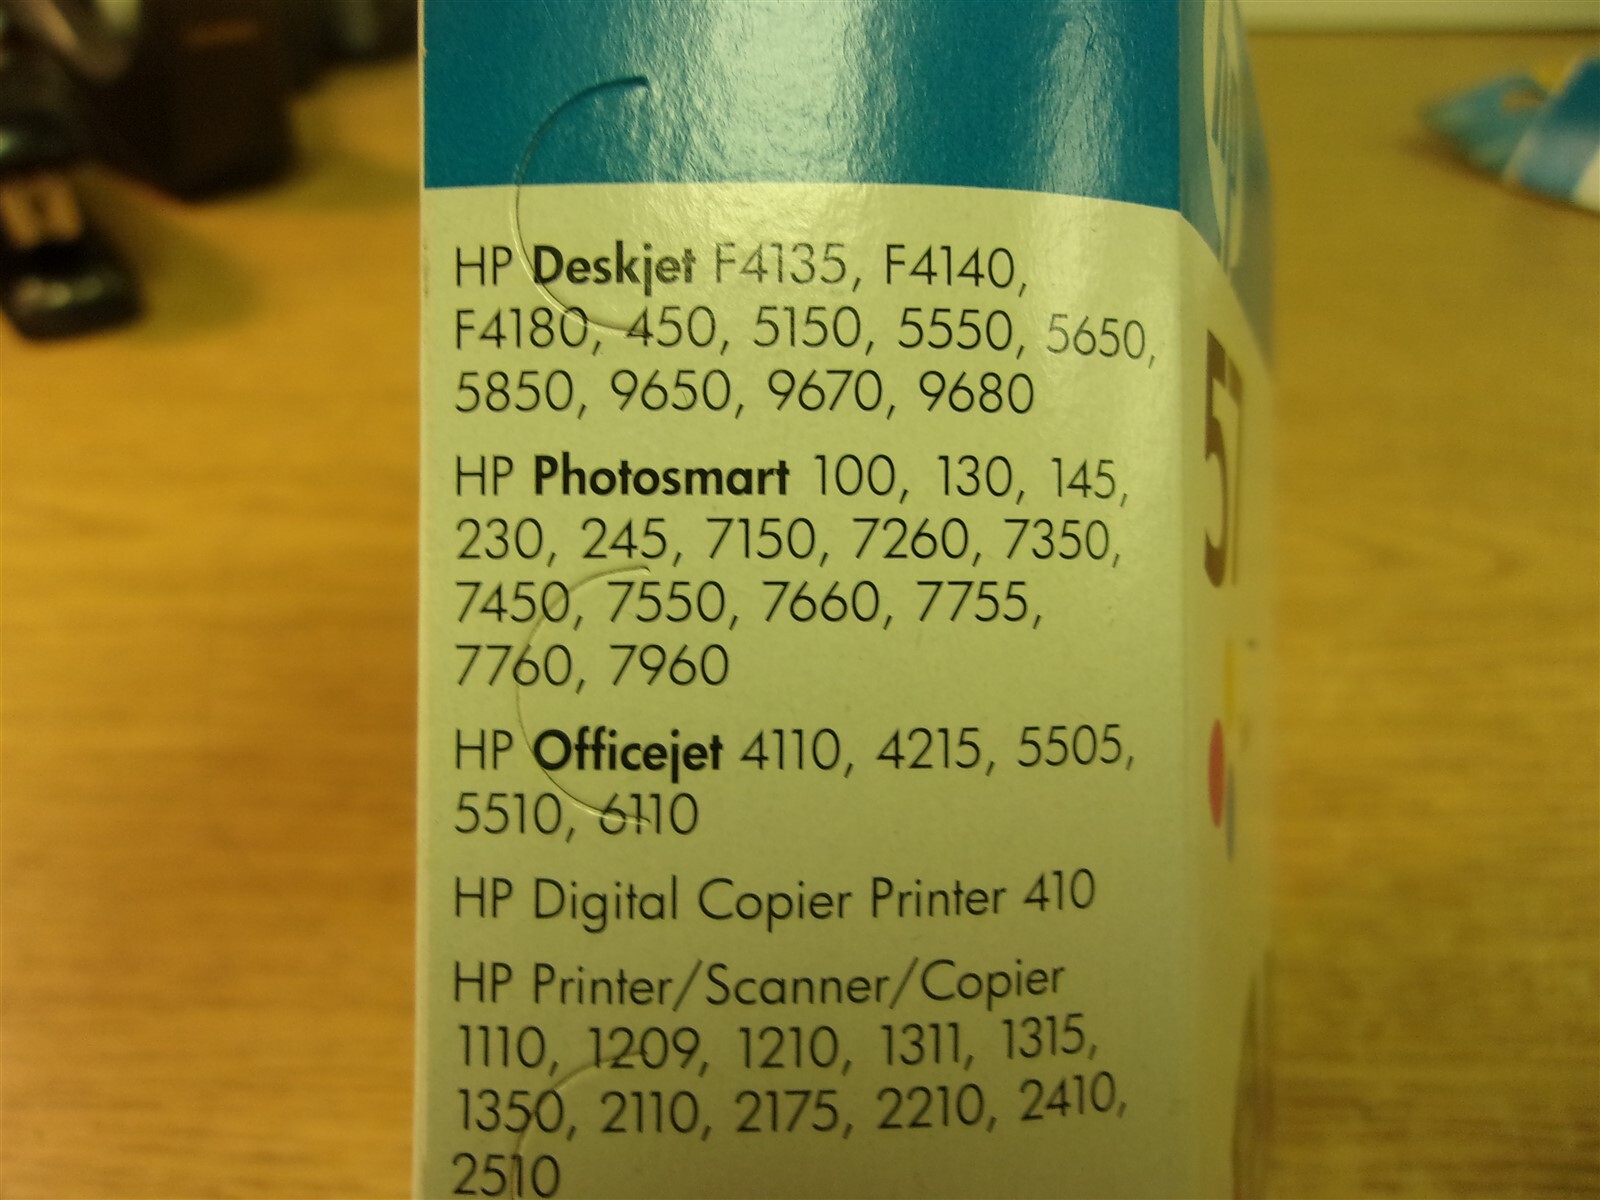 HP Deskjet F4135, F4140,
F4180, 450, 5150, 5550, 5650,
5850, 9650, 9670, 9680
HP Photosmart 100, 130, 145,
230, 245, 7150, 7260, 7350,
7450, 7550, 7660, 7755,
7760, 7960
HP Officejet 4110, 4215, 5505,
5510, 6110
HP Digital Copier Printer 410
HP Printer/Scanner/Copier
1110, 1209, 1210, 1311, 1315,
1350, 2110, 2175, 2210, 2410,
2510
57